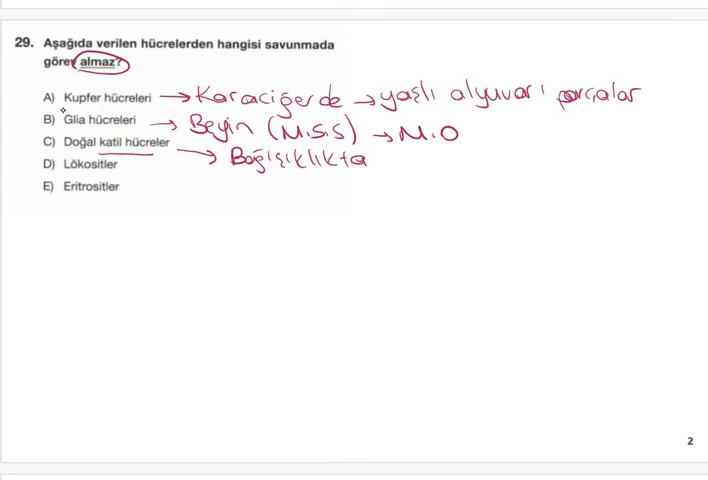 29. Aşağıda verilen hücrelerden hangisi savunmada
görev almaz?
A) Kupfer hücreleri → Karaciğerde → yaşlı alyuvarı parçalar
B) Glia hücreleri → Beyin (M.S.S) → M.O
C) Doğal katil hücreler → Bağışıklıkta
D) Lökositler
E) Eritrositler
2